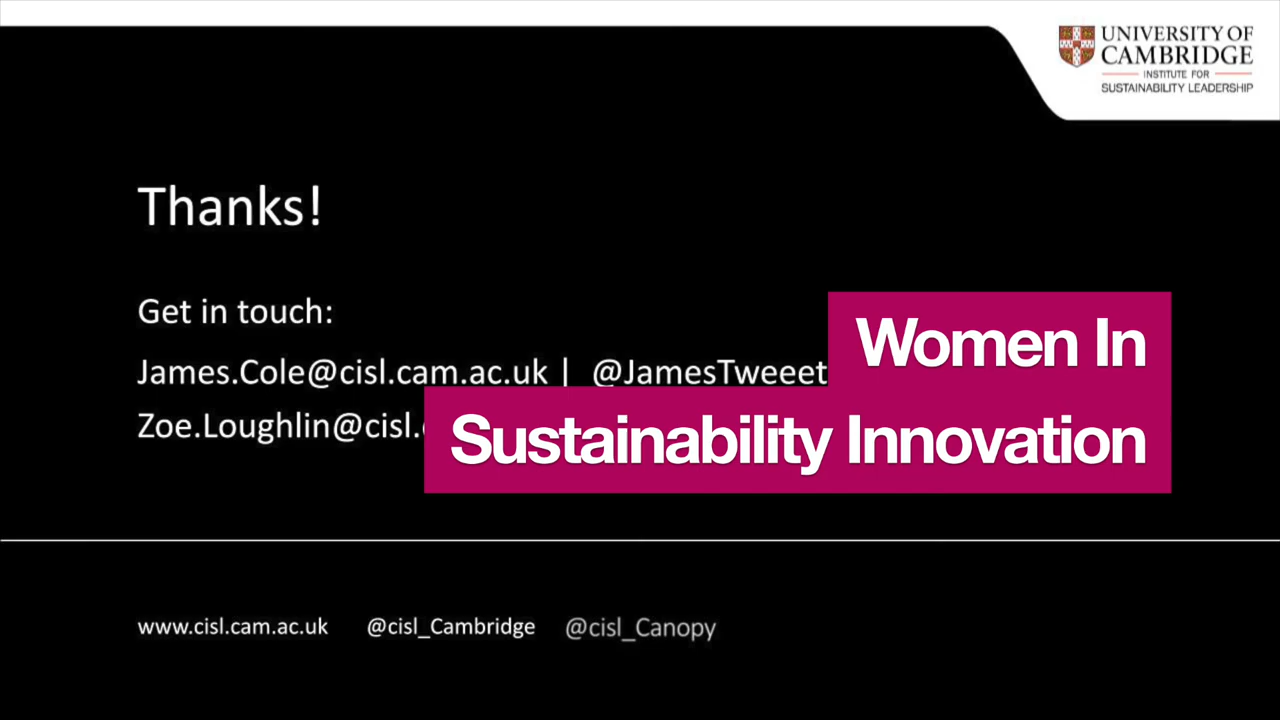 UNIVERSITY OF
CAMBRIDGE
INSTITUTE FOR
SUSTAINABILITY LEADERSHIP
Thanks!
Get in touch:
James.Cole@cisl.cam.ac.uk | @JamesTweeet
Zoe.Loughlin@cisl.
Women In
Sustainability Innovation
www.cisl.cam.ac.uk @cisl_Cambridge @cisl_Canopy